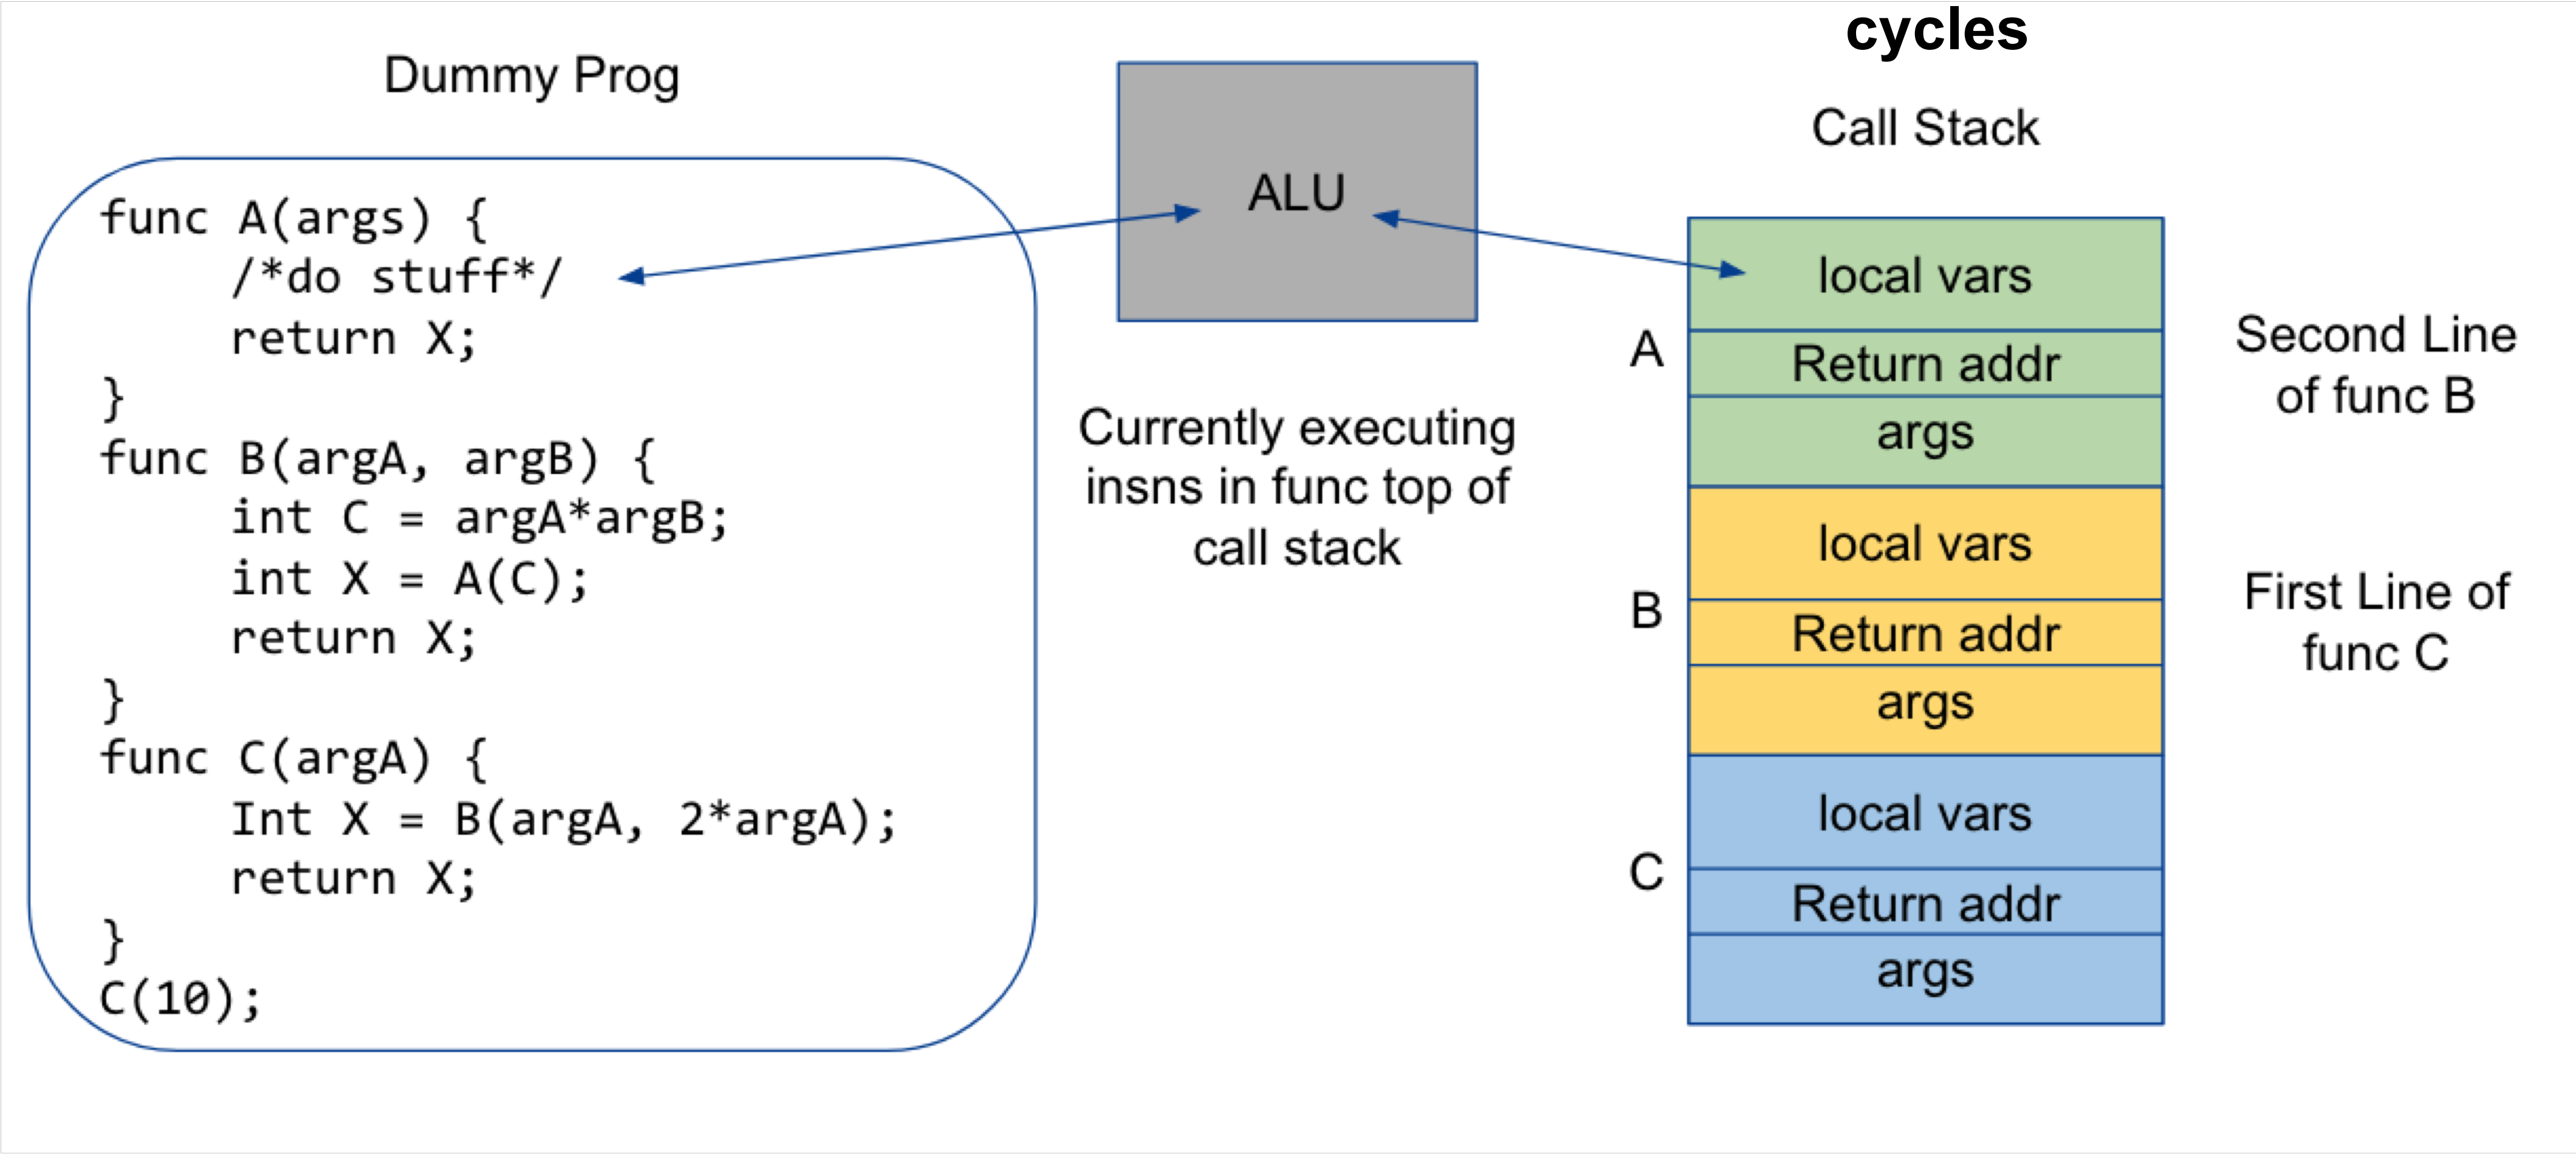 cycles
Dummy Prog
func A(args) {
/*do stuff*/
return X;
}
func B(argA, argB) {
int C = argA*argB;
int X = A(C);
return X;
}
func C(argA) {
Int X = B(argA, 2*argA);
return X;
}
C(10);
ALU
Currently executing
insns in func top of
call stack
Call Stack
A
local vars
Return addr
args
B
local vars
Return addr
args
C
local vars
Return addr
args
Second Line
of func B
First Line of
func C